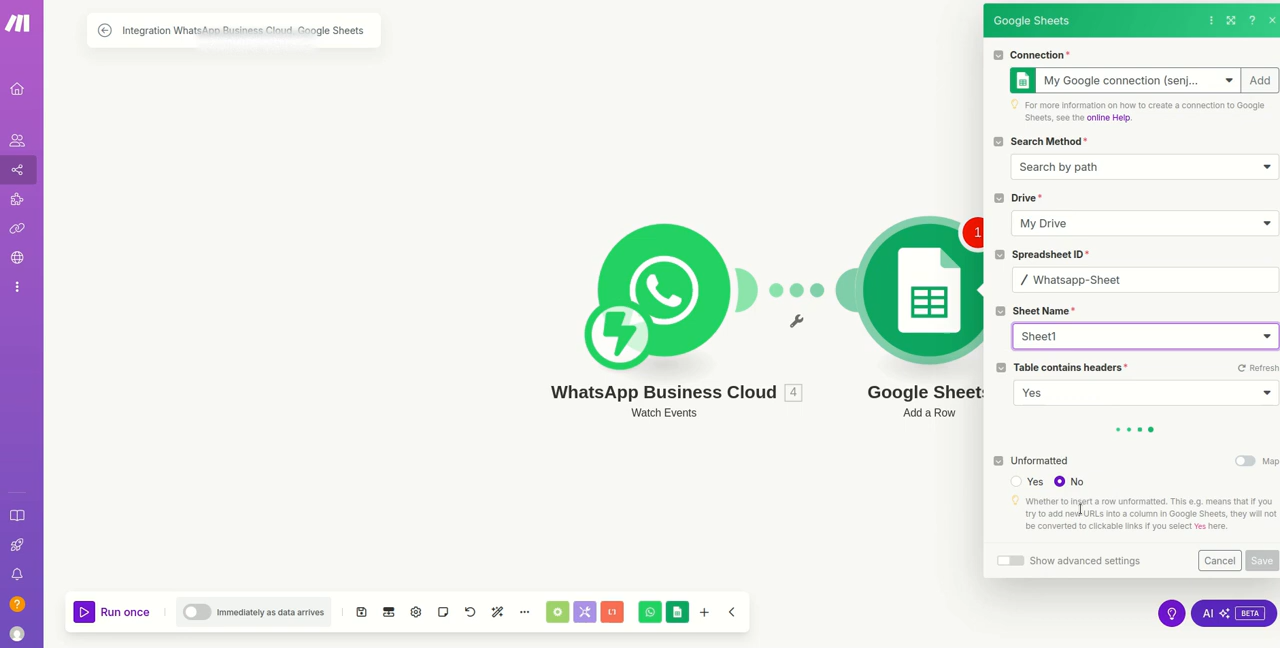 Integration WhatsApp Business Cloud, Google Sheets
Google Sheets
Connection*
My Google connection (senj...
Add
For more information on how to create a connection to Google
Sheets, see the online Help.
Search Method*
Search by path
Drive*
My Drive
Spreadsheet ID*
/ Whatsapp-Sheet
Sheet Name*
Sheet1
Table contains headers*
Refresh
Yes
Unformatted
Map
Yes
No
Whether to insert a row unformatted. This e.g. means that if you
try to add new URLs into a column in Google Sheets, they will not
be converted to clickable links if you select Yes here.
Show advanced settings
Cancel
Save
1
WhatsApp Business Cloud 4
Watch Events
Google Sheets
Add a Row
Run once
Immediately as data arrives
AI BETA